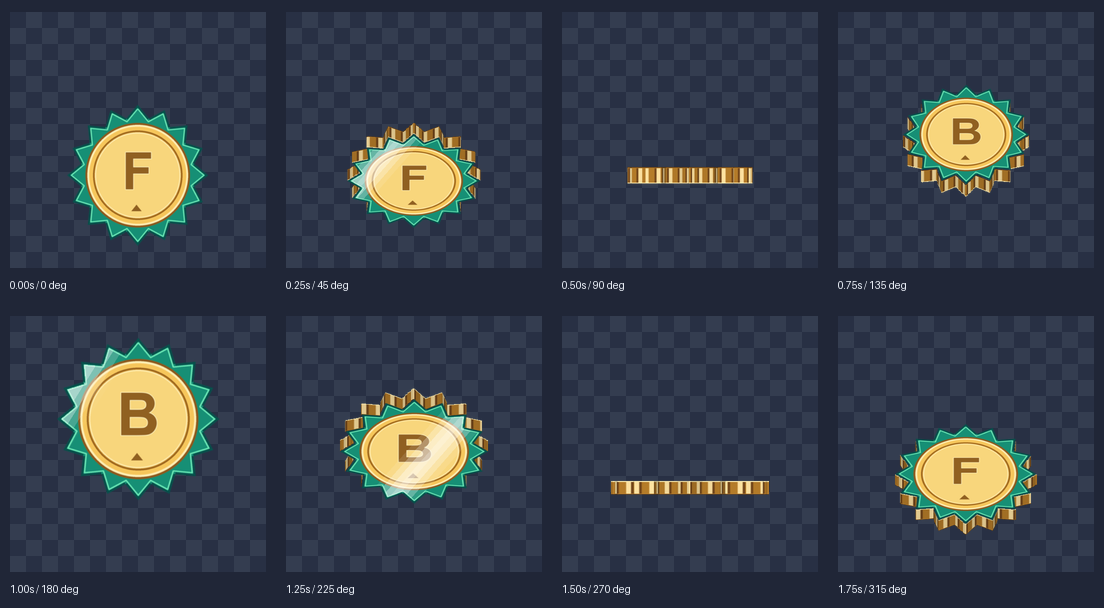 F
F
B
0.00s / 0 deg
0.25s / 45 deg
0.50s / 90 deg
0.75s / 135 deg
B
B
F
1.00s / 180 deg
1.25s / 225 deg
1.50s / 270 deg
1.75s / 315 deg